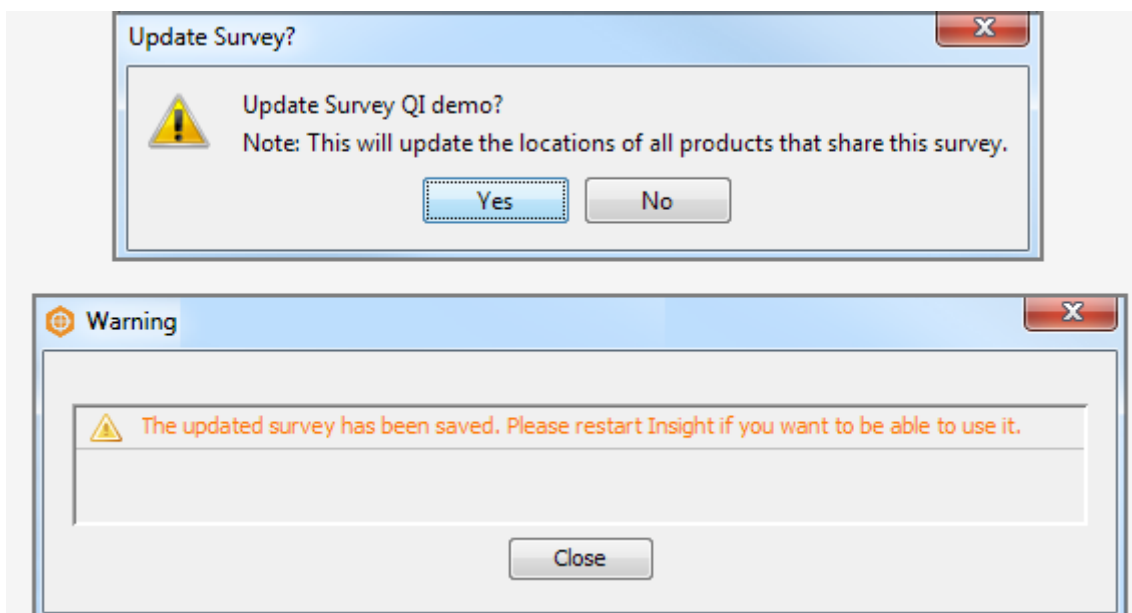 Update Survey?
Update Survey QI demo?
Note: This will update the locations of all products that share this survey.
Yes
No
Warning
The updated survey has been saved. Please restart Insight if you want to be able to use it.
Close